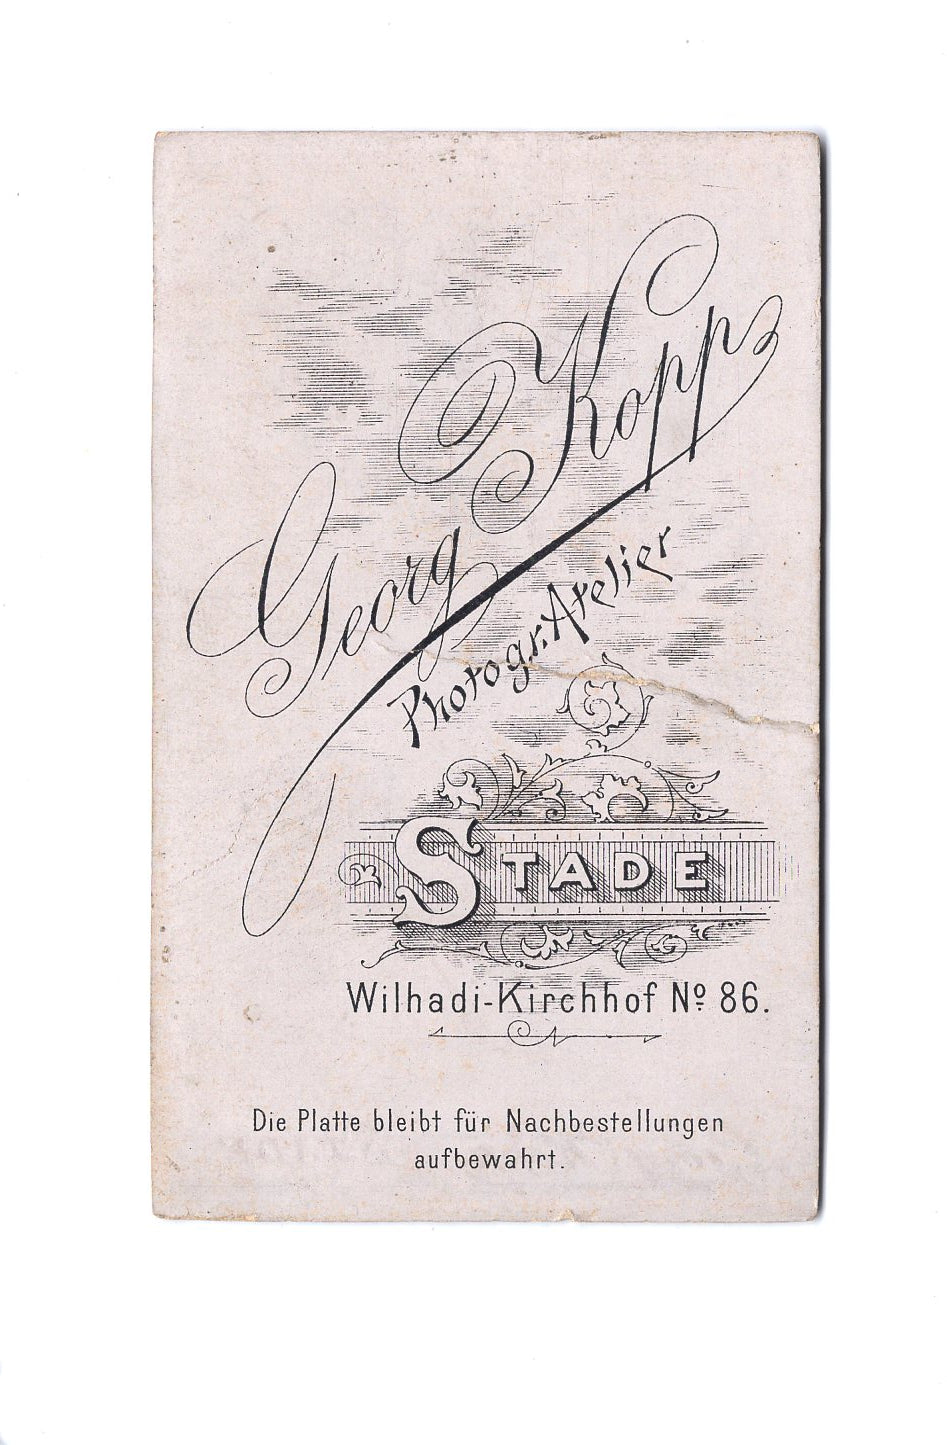 Georg Kopp
Photogr. Atelier
STADE
Wilhadi-Kirchhof Nº 86.
Die Platte bleibt für Nachbestellungen
aufbewahrt.